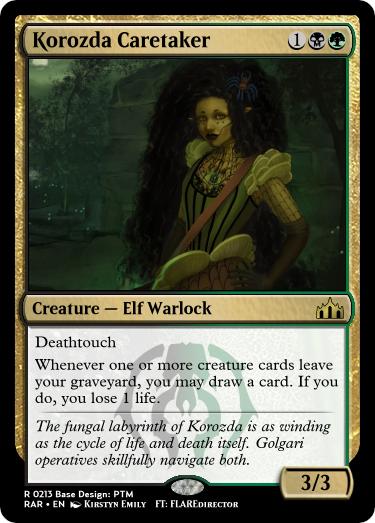 Korozda Caretaker 1
Creature — Elf Warlock
Deathtouch
Whenever one or more creature cards leave
your graveyard, you may draw a card. If you
do, you lose 1 life.
The fungal labyrinth of Korozda is as winding
as the cycle of life and death itself. Golgari
operatives skillfully navigate both.
3/3
R 0213 Base Design: PTM
RAR • EN Kirstyn Emily FT: FLAREdirector